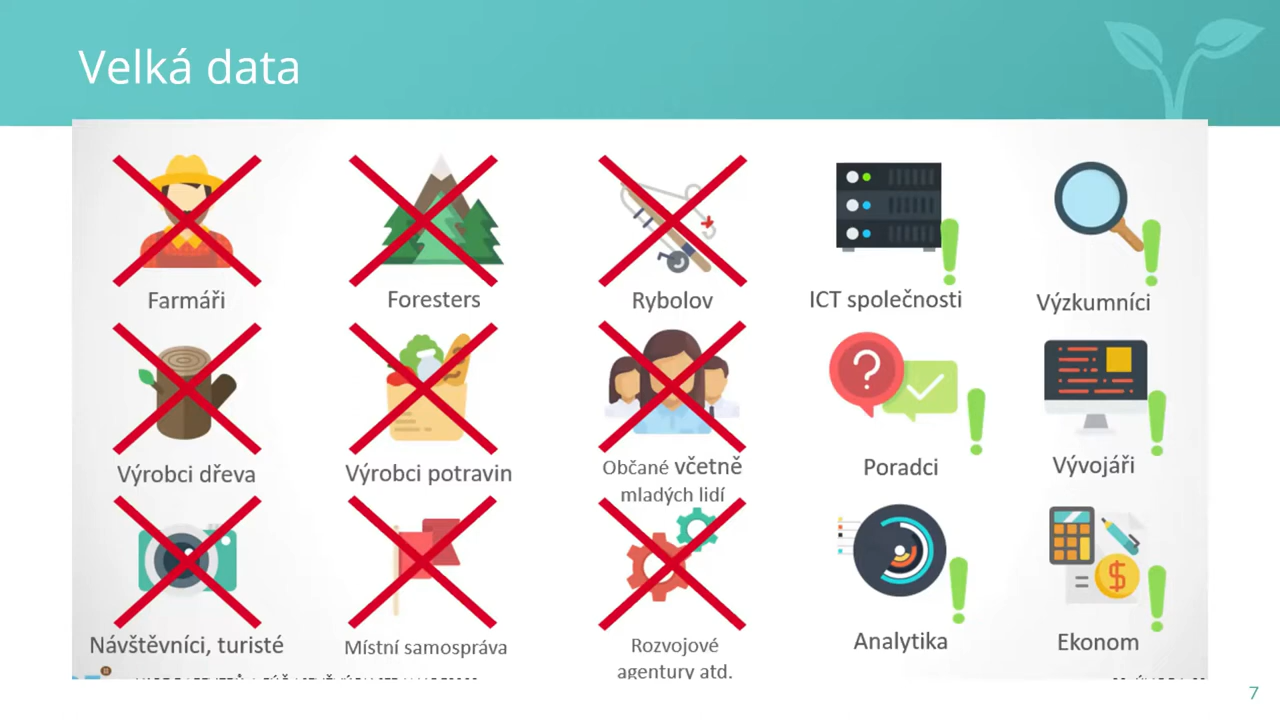 Velká data
Farmáři
Foresters
Rybolov
ICT společnosti
Výzkumníci
Výrobci dřeva
Výrobci potravin
Občané včetně
mladých lidí
Poradci
Vývojáři
Návštěvníci, turisté
Místní samospráva
Rozvojové
agentury atd.
Analytika
Ekonom
7